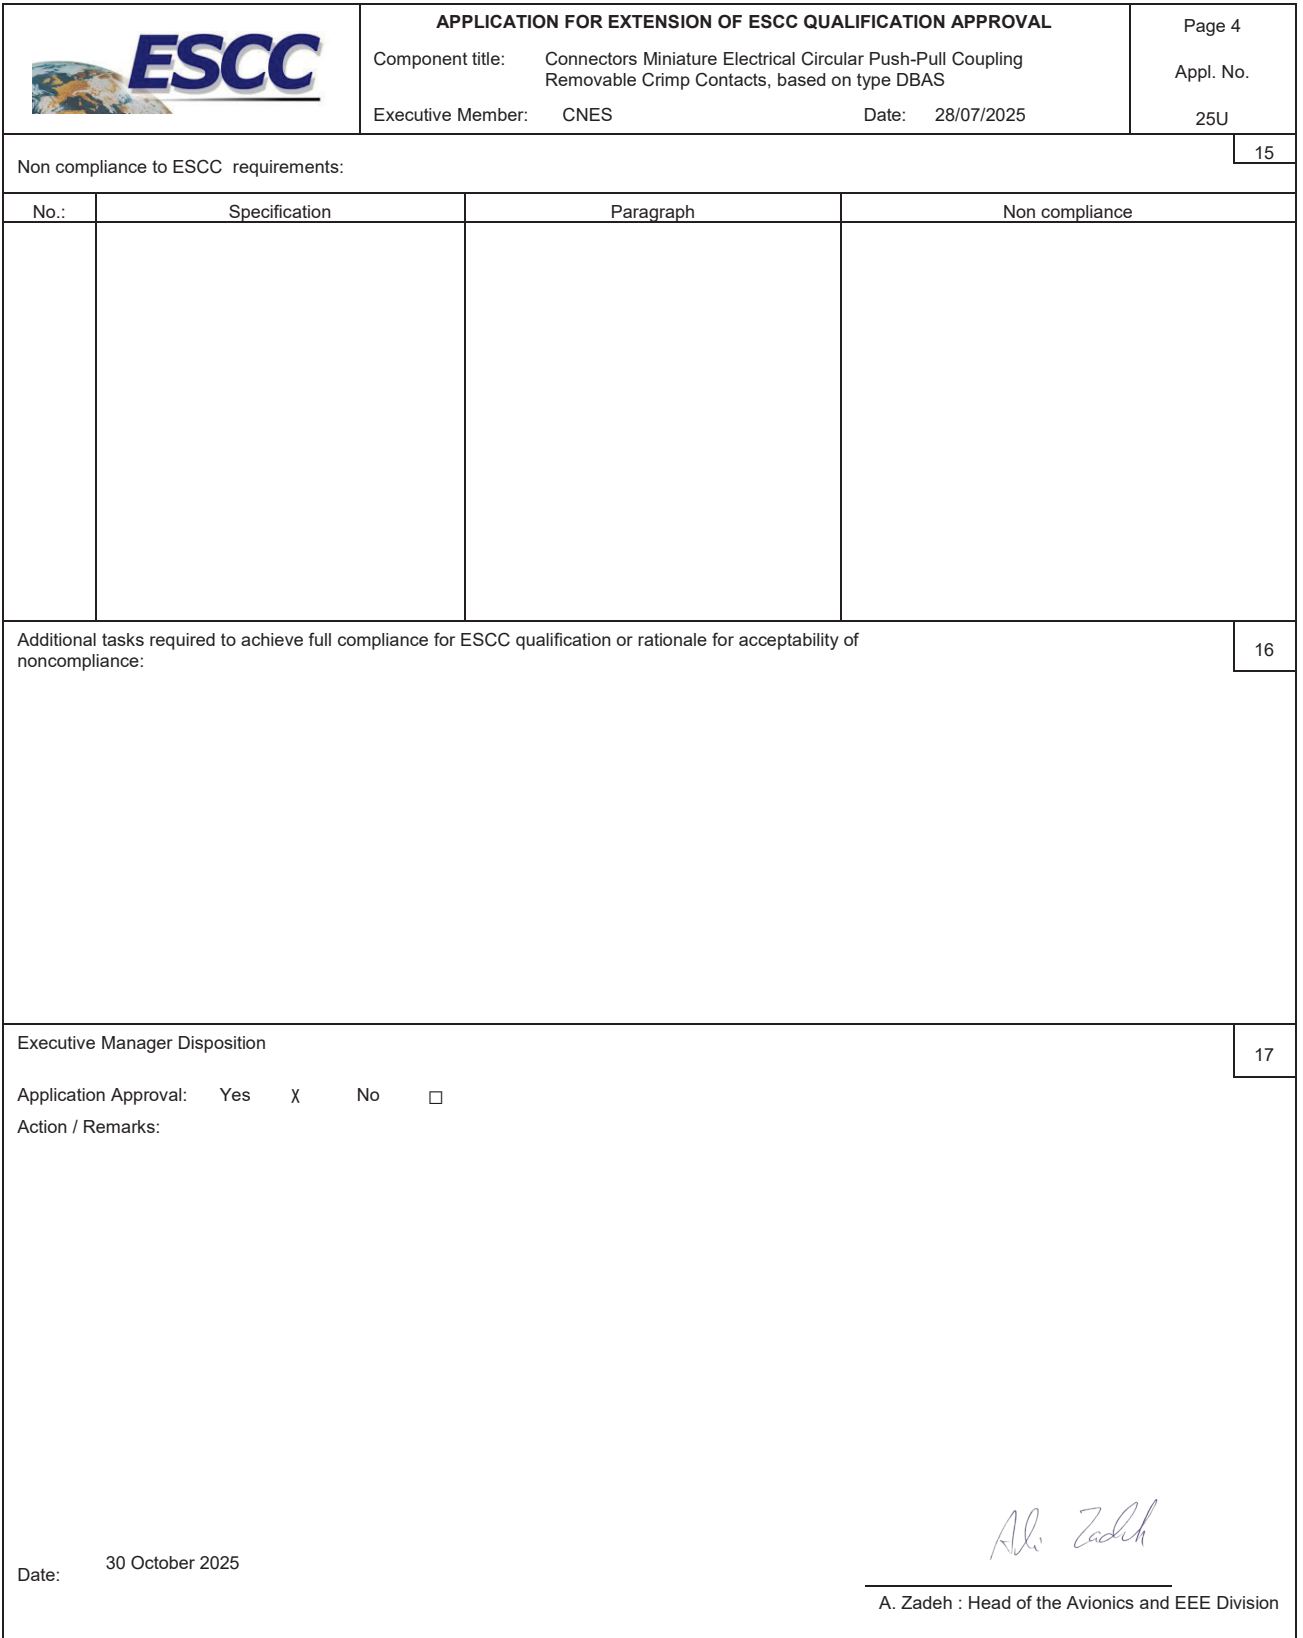 ESCC
APPLICATION FOR EXTENSION OF ESCC QUALIFICATION APPROVAL
Component title: Connectors Miniature Electrical Circular Push-Pull Coupling
Removable Crimp Contacts, based on type DBAS
Executive Member: CNES Date: 28/07/2025
Page 4
Appl. No.
25U
15
Non compliance to ESCC requirements:
No.: Specification Paragraph Non compliance
Additional tasks required to achieve full compliance for ESCC qualification or rationale for acceptability of
noncompliance:
16
Executive Manager Disposition
17
Application Approval: Yes X No ☐
Action / Remarks:
Ali Zadeh
Date: 30 October 2025
A. Zadeh : Head of the Avionics and EEE Division